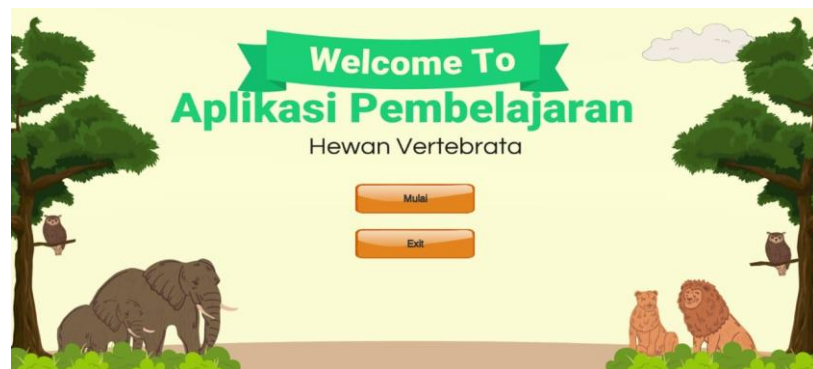 Welcome To
Aplikasi Pembelajaran
Hewan Vertebrata
Mulai
Exit